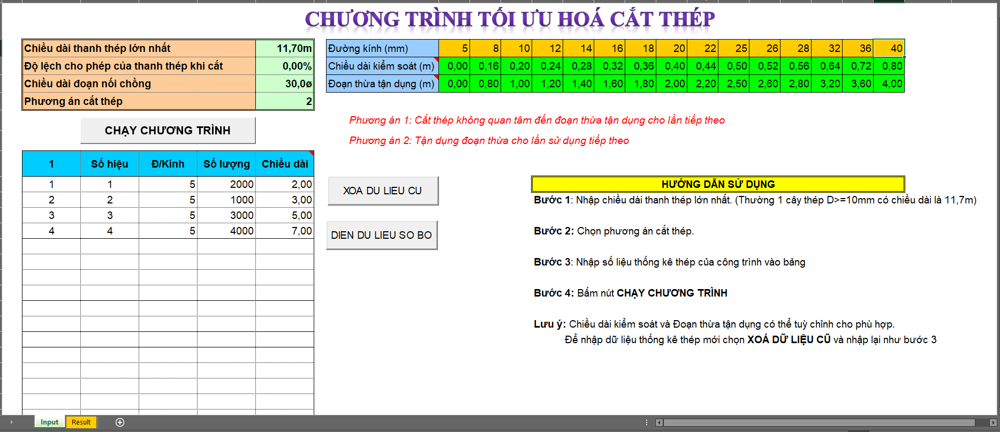 CHƯƠNG TRÌNH TỐI ƯU HOÁ CẮT THÉP
Chiều dài thanh thép lớn nhất 11,70m
Độ lệch cho phép của thanh thép khi cắt 0,00%
Chiều dài đoạn nối chồng 30,0ø
Phương án cắt thép 2
Đường kính (mm) 5 8 10 12 14 16 18 20 22 25 26 28 32 36 40
Chiều dài kiểm soát (m) 0,00 0,16 0,20 0,24 0,28 0,32 0,36 0,40 0,44 0,50 0,52 0,56 0,64 0,72 0,80
Đoạn thừa tận dụng (m) 0,00 0,80 1,00 1,20 1,40 1,60 1,80 2,00 2,20 2,50 2,60 2,80 3,20 3,60 4,00
Phương án 1: Cắt thép không quan tâm đến đoạn thừa tận dụng cho lần tiếp theo
Phương án 2: Tận dụng đoạn thừa cho lần sử dụng tiếp theo
CHẠY CHƯƠNG TRÌNH
1 Số hiệu Đ/Kính Số lượng Chiều dài
1 1 5 2000 2,00
2 2 5 1000 3,00
3 3 5 3000 5,00
4 4 5 4000 7,00
XOA DU LIEU CU
DIEN DU LIEU SO BO
HƯỚNG DẪN SỬ DỤNG
Bước 1: Nhập chiều dài thanh thép lớn nhất. (Thường 1 cây thép D>=10mm có chiều dài là 11,7m)
Bước 2: Chọn phương án cắt thép.
Bước 3: Nhập số liệu thống kê thép của công trình vào bảng
Bước 4: Bấm nút CHẠY CHƯƠNG TRÌNH
Lưu ý: Chiều dài kiểm soát và Đoạn thừa tận dụng có thể tuỳ chỉnh cho phù hợp.
Để nhập dữ liệu thống kê thép mới chọn XOÁ DỮ LIỆU CŨ và nhập lại như bước 3
Input Result